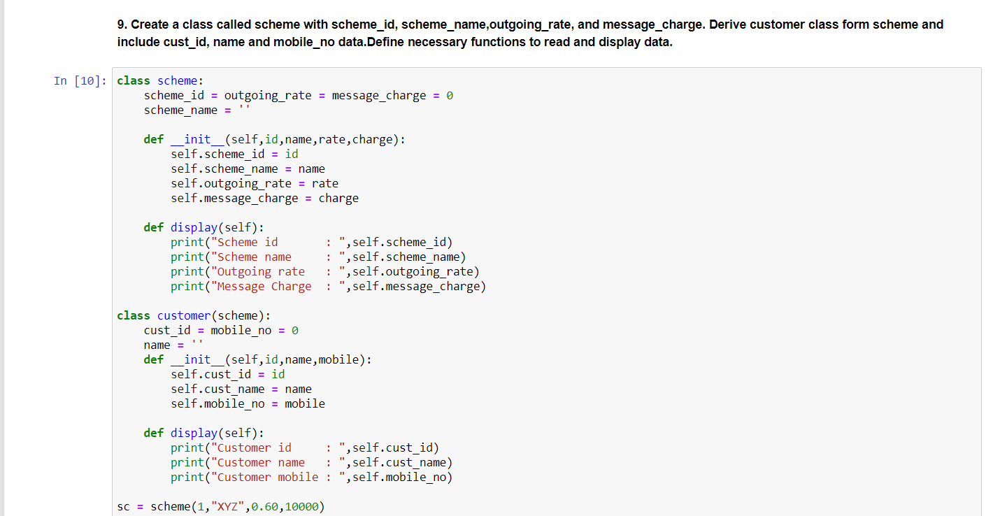 9. Create a class called scheme with scheme_id, scheme_name,outgoing_rate, and message_charge. Derive customer class form scheme and
include cust_id, name and mobile_no data.Define necessary functions to read and display data.
In [10]: class scheme:
    scheme_id = outgoing_rate = message_charge = 0
    scheme_name = ''
    def __init__(self,id,name,rate,charge):
        self.scheme_id = id
        self.scheme_name = name
        self.outgoing_rate = rate
        self.message_charge = charge
    def display(self):
        print("Scheme id       : ",self.scheme_id)
        print("Scheme name     : ",self.scheme_name)
        print("Outgoing rate   : ",self.outgoing_rate)
        print("Message Charge  : ",self.message_charge)
class customer(scheme):
    cust_id = mobile_no = 0
    name = ''
    def __init__(self,id,name,mobile):
        self.cust_id = id
        self.cust_name = name
        self.mobile_no = mobile
    def display(self):
        print("Customer id     : ",self.cust_id)
        print("Customer name   : ",self.cust_name)
        print("Customer mobile : ",self.mobile_no)
sc = scheme(1,"XYZ",0.60,10000)